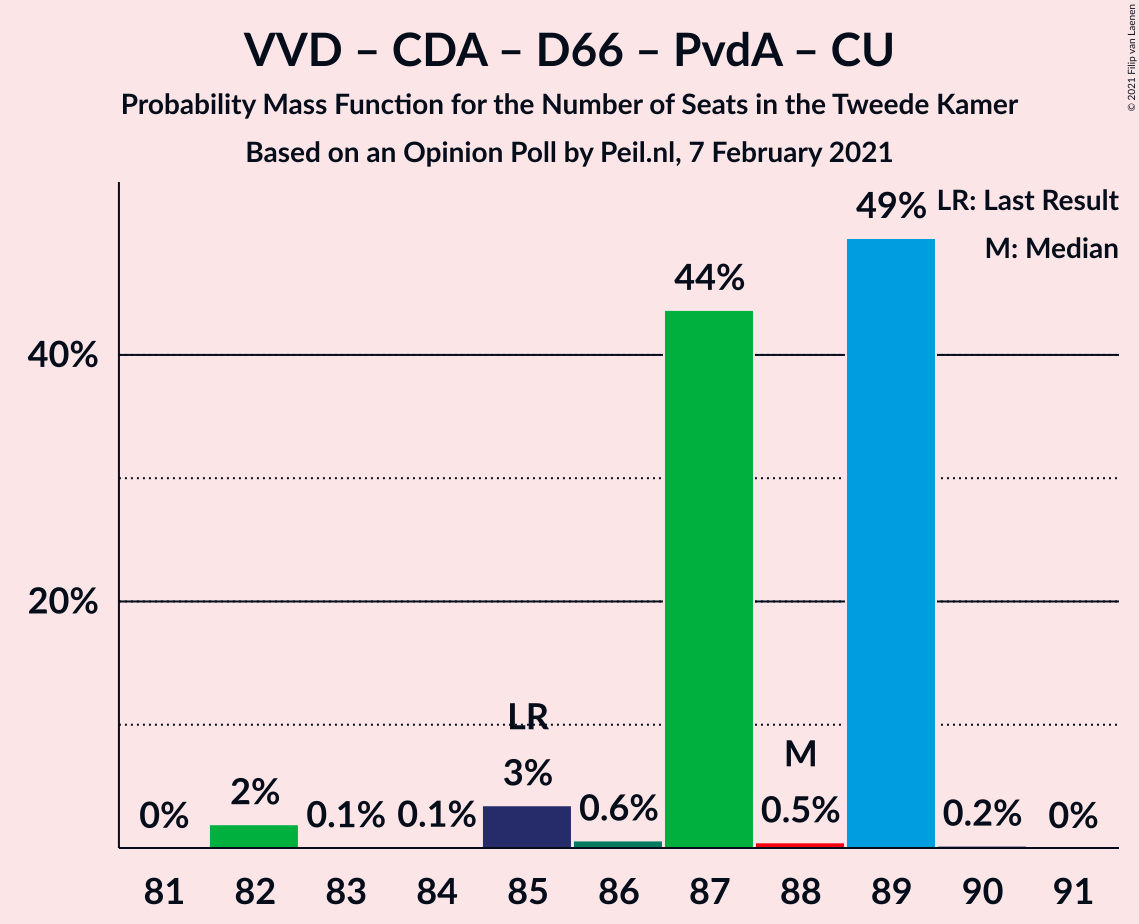 VVD – CDA – D66 – PvdA – CU
Probability Mass Function for the Number of Seats in the Tweede Kamer
Based on an Opinion Poll by Peil.nl, 7 February 2021
© 2021 Filip van Laenen
LR: Last Result
M: Median
40%
20%
0%
2%
0.1%
0.1%
LR
3%
0.6%
44%
M
0.5%
49%
0.2%
0%
81 82 83 84 85 86 87 88 89 90 91